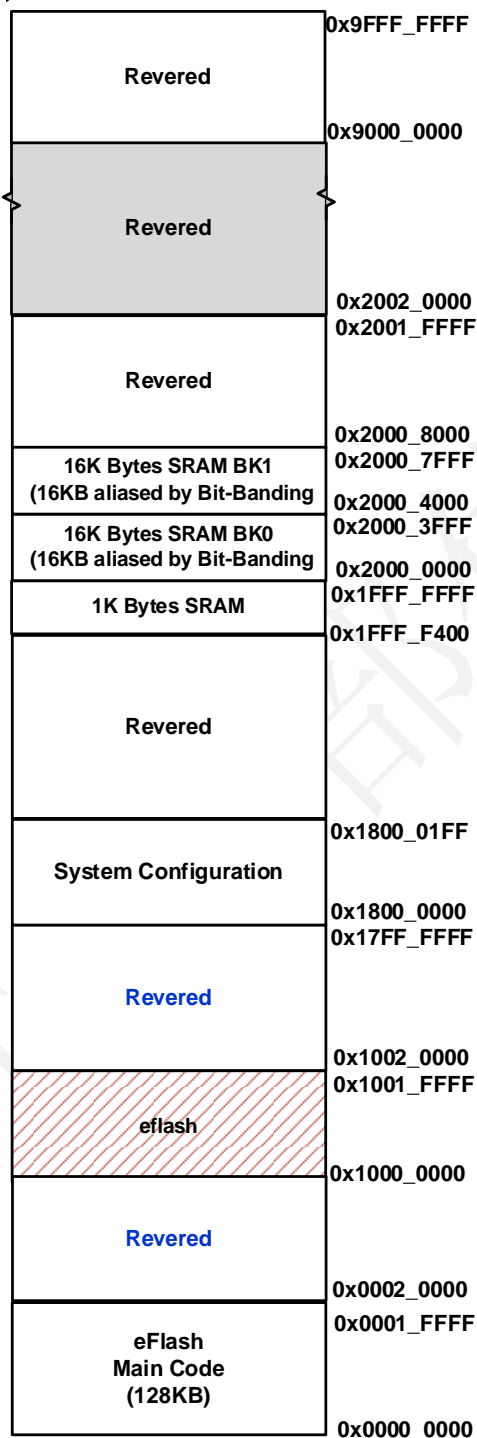 0x9FFF_FFFF
Revered
0x9000_0000
Revered
0x2002_0000
0x2001_FFFF
Revered
0x2000_8000
0x2000_7FFF
16K Bytes SRAM BK1
(16KB aliased by Bit-Banding
0x2000_4000
0x2000_3FFF
16K Bytes SRAM BK0
(16KB aliased by Bit-Banding
0x2000_0000
0x1FFF_FFFF
1K Bytes SRAM
0x1FFF_F400
Revered
0x1800_01FF
System Configuration
0x1800_0000
0x17FF_FFFF
Revered
0x1002_0000
0x1001_FFFF
eflash
0x1000_0000
Revered
0x0002_0000
0x0001_FFFF
eFlash
Main Code
(128KB)
0x0000_0000